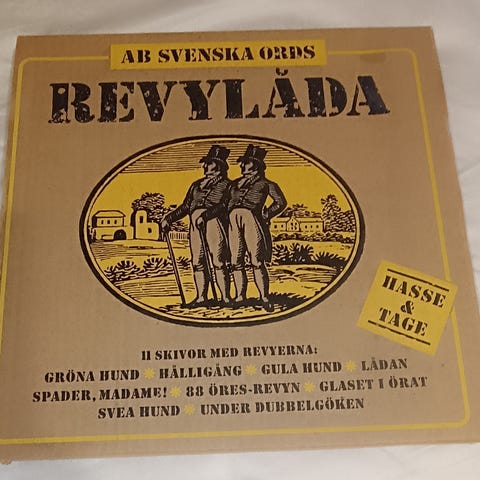 AB SVENSKA ORDS
REVYLÅDA
HASSE
&
TAGE
11 SKIVOR MED REVYERNA:
GRÖNA HUND * HÅLLIGÅNG * GULA HUND * LÅDAN
SPADER, MADAME! * 88 ÖRES-REVYN * GLASET I ÖRAT
SVEA HUND * UNDER DUBBELGÖKEN